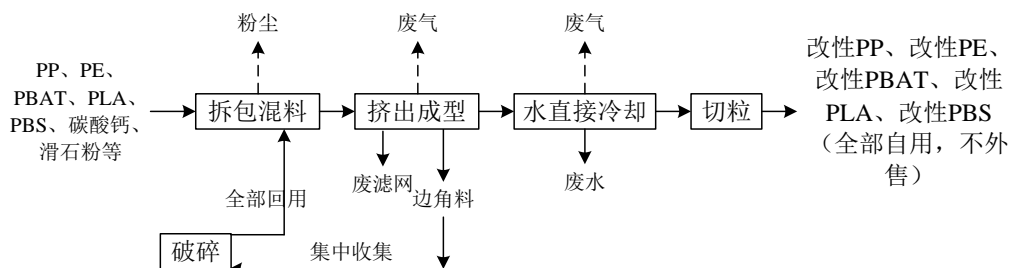 粉尘
废气
废气
PP、PE、
PBAT、PLA、
PBS、碳酸钙、
滑石粉等
拆包混料
挤出成型
水直接冷却
切粒
改性PP、改性PE、
改性PBAT、改性
PLA、改性PBS
（全部自用，不外
售）
废滤网
边角料
废水
全部回用
破碎
集中收集